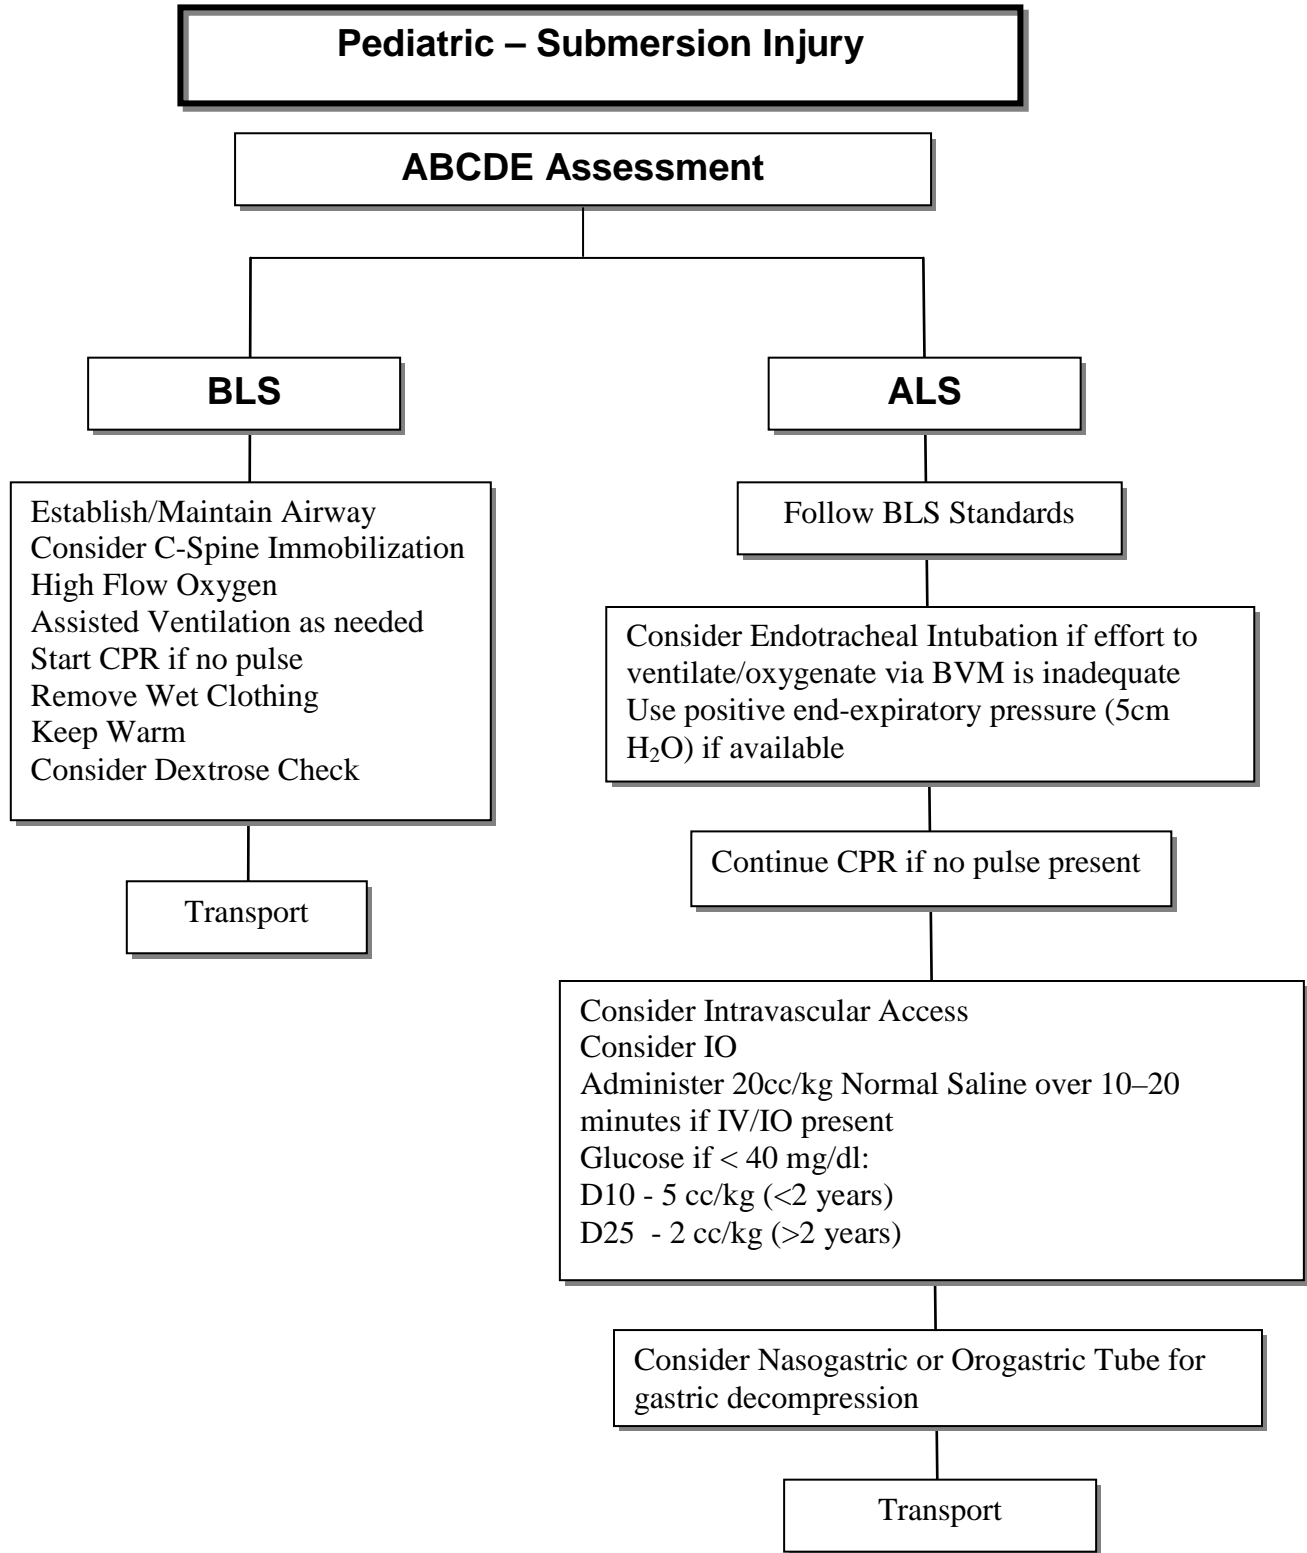 Pediatric – Submersion Injury
ABCDE Assessment
BLS
Establish/Maintain Airway
Consider C-Spine Immobilization
High Flow Oxygen
Assisted Ventilation as needed
Start CPR if no pulse
Remove Wet Clothing
Keep Warm
Consider Dextrose Check
Transport
ALS
Follow BLS Standards
Consider Endotracheal Intubation if effort to
ventilate/oxygenate via BVM is inadequate
Use positive end-expiratory pressure (5cm
H₂O) if available
Continue CPR if no pulse present
Consider Intravascular Access
Consider IO
Administer 20cc/kg Normal Saline over 10–20
minutes if IV/IO present
Glucose if < 40 mg/dl:
D10 - 5 cc/kg (<2 years)
D25  - 2 cc/kg (>2 years)
Consider Nasogastric or Orogastric Tube for
gastric decompression
Transport